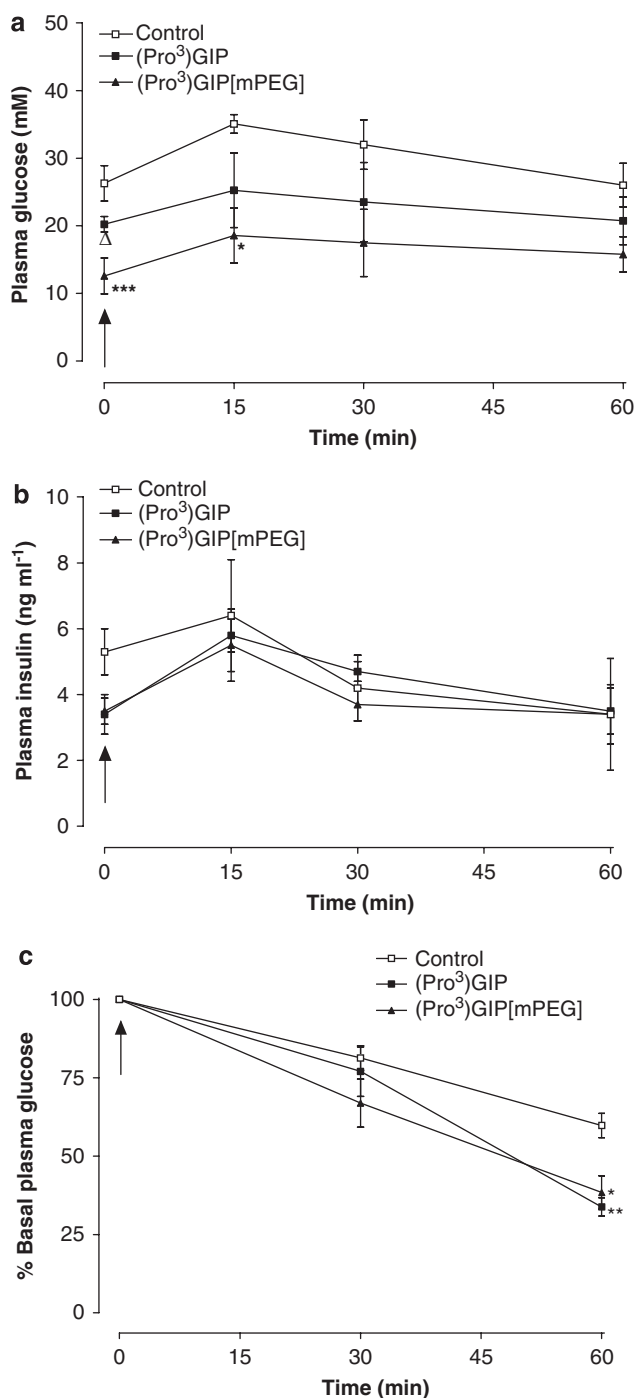 a
Control
(Pro³)GIP
(Pro³)GIP[mPEG]
Plasma glucose (mM)
50
40
30
20
10
0
Δ
***
*
0 15 30 45 60
Time (min)
b
Control
(Pro³)GIP
(Pro³)GIP[mPEG]
Plasma insulin (ng ml⁻¹)
10
8
6
4
2
0
0 15 30 45 60
Time (min)
c
Control
(Pro³)GIP
(Pro³)GIP[mPEG]
% Basal plasma glucose
100
75
50
25
0
*
**
0 15 30 45 60
Time (min)